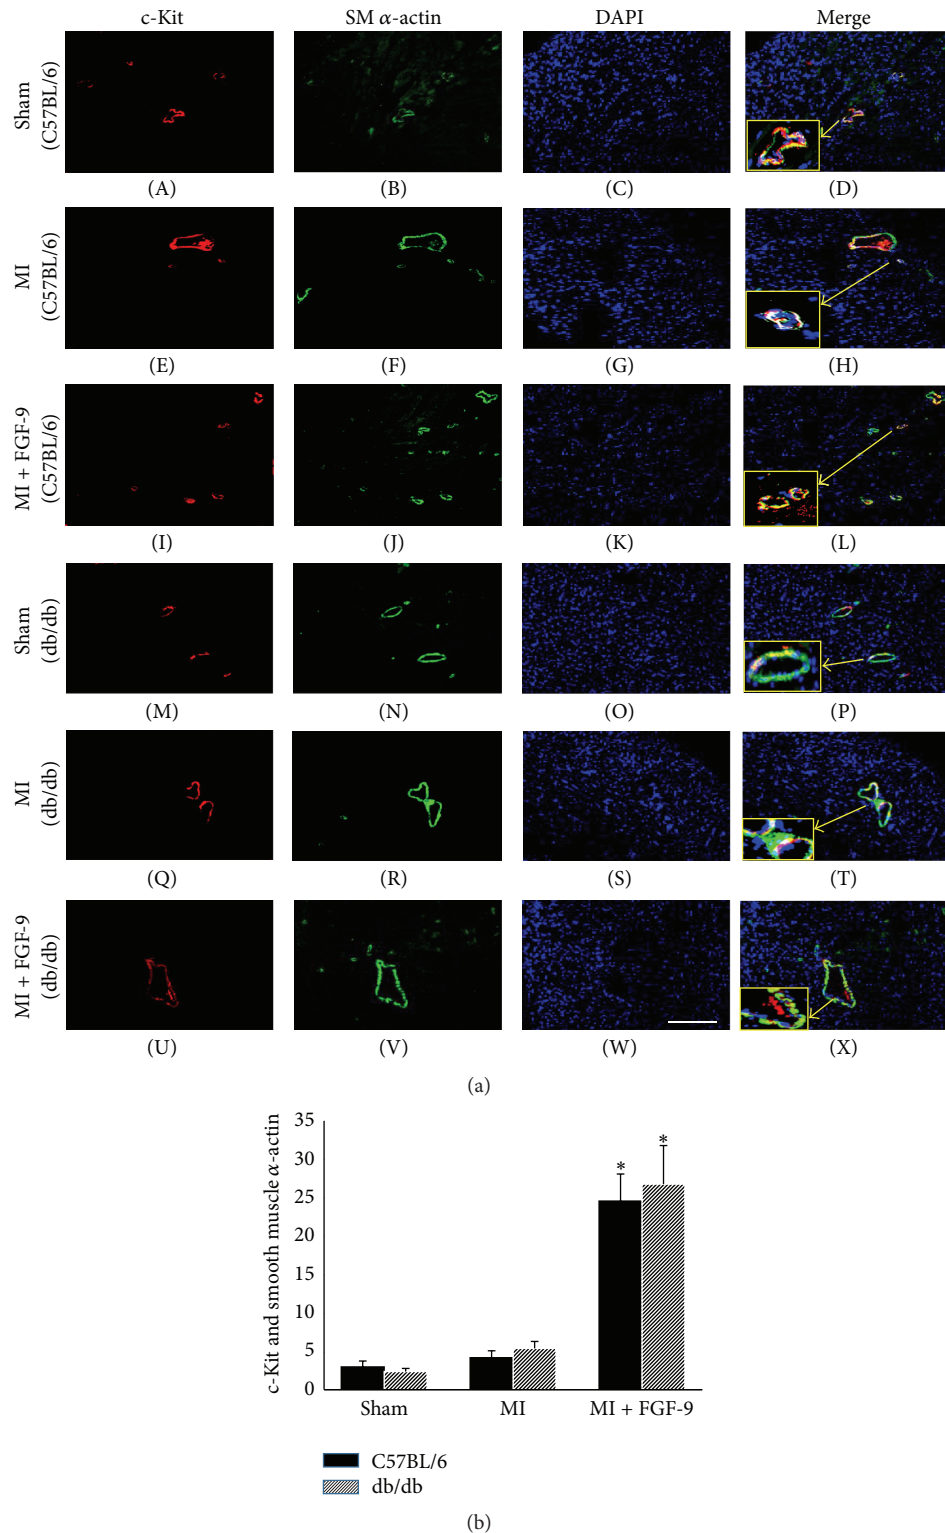 c-Kit SM α-actin DAPI Merge
Sham
(C57BL/6)
(A) (B) (C) (D)
MI
(C57BL/6)
(E) (F) (G) (H)
MI + FGF-9
(C57BL/6)
(I) (J) (K) (L)
Sham
(db/db)
(M) (N) (O) (P)
MI
(db/db)
(Q) (R) (S) (T)
MI + FGF-9
(db/db)
(U) (V) (W) (X)
(a)
c-Kit and smooth muscle α-actin
35
30
25
20
15
10
5
0
* *
Sham MI MI + FGF-9
C57BL/6
db/db
(b)